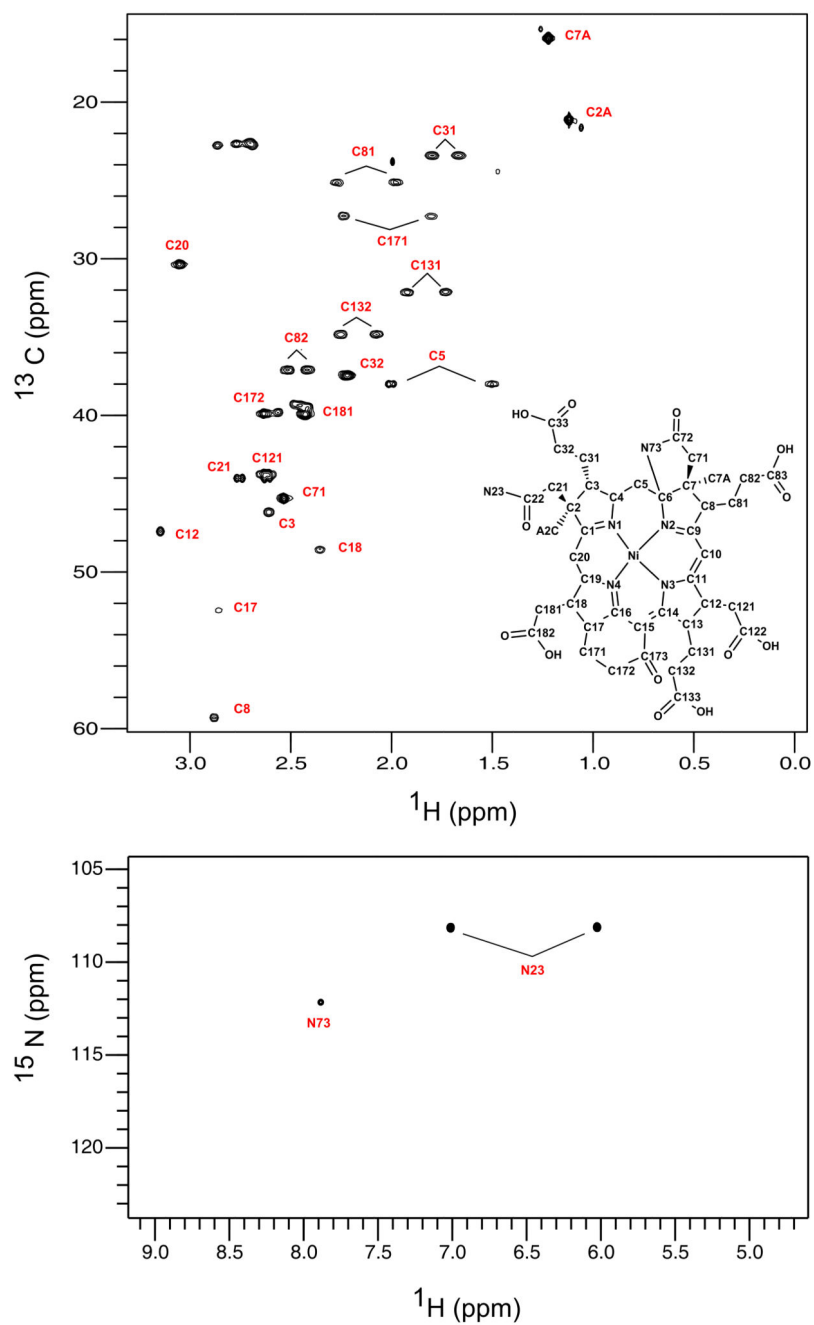 C7A
20
C2A
C31
C81
C171
30
C20
C131
C132
C82
C32
C5
40
C172
C181
C21
C121
C71
C3
C12
C18
50
C17
C8
60
3.0 2.5 2.0 1.5 1.0 0.5 0.0
13 C (ppm)
1H (ppm)
O
HO C33 O C72
C32 N73 C71 OH
C31
C21 C3 C5 C7 C7A C82 C83
N23 C22 C4 C6 C8 O
C2 C81
O A2C C1 N1 N2 C9
C20 Ni C10
C19 N4 N3 C11
C181 C18 C12 C121
C16 C14
O C182 C17 C15 C13 C122 O
OH C171 C173 C131 OH
C172 O C132
C133
O OH
105
110
N23
N73
115
120
9.0 8.5 8.0 7.5 7.0 6.5 6.0 5.5 5.0
15 N (ppm)
1H (ppm)